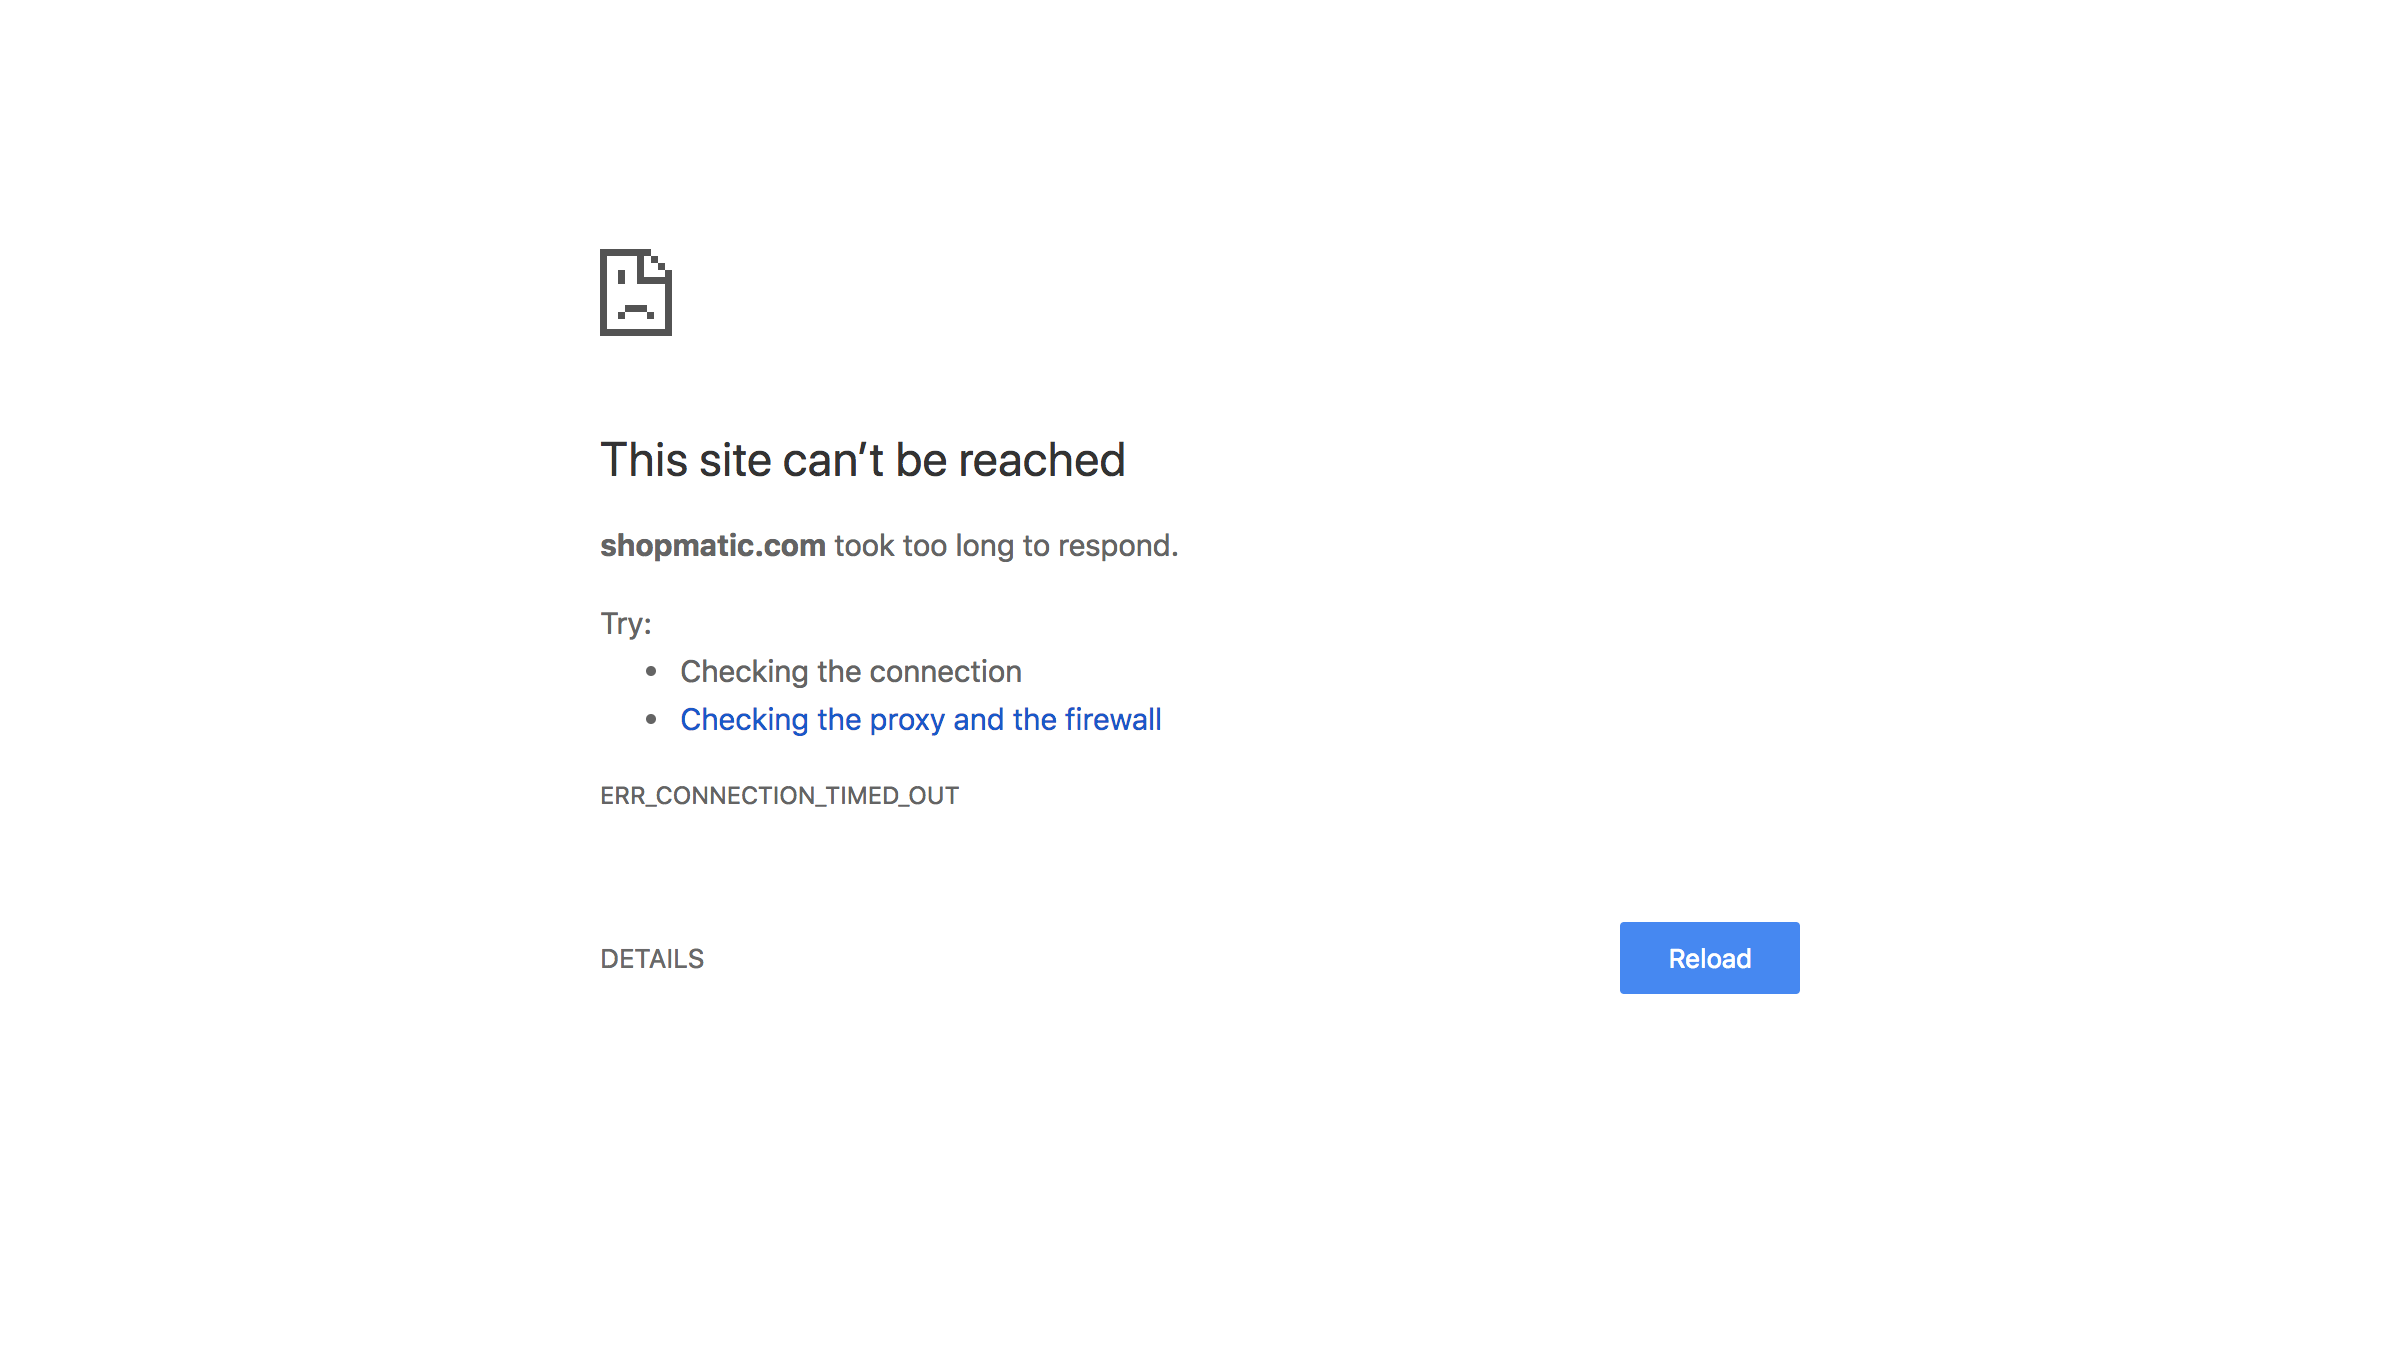 This site can’t be reached
shopmatic.com took too long to respond.
Try:
• Checking the connection
• Checking the proxy and the firewall
ERR_CONNECTION_TIMED_OUT
DETAILS
Reload